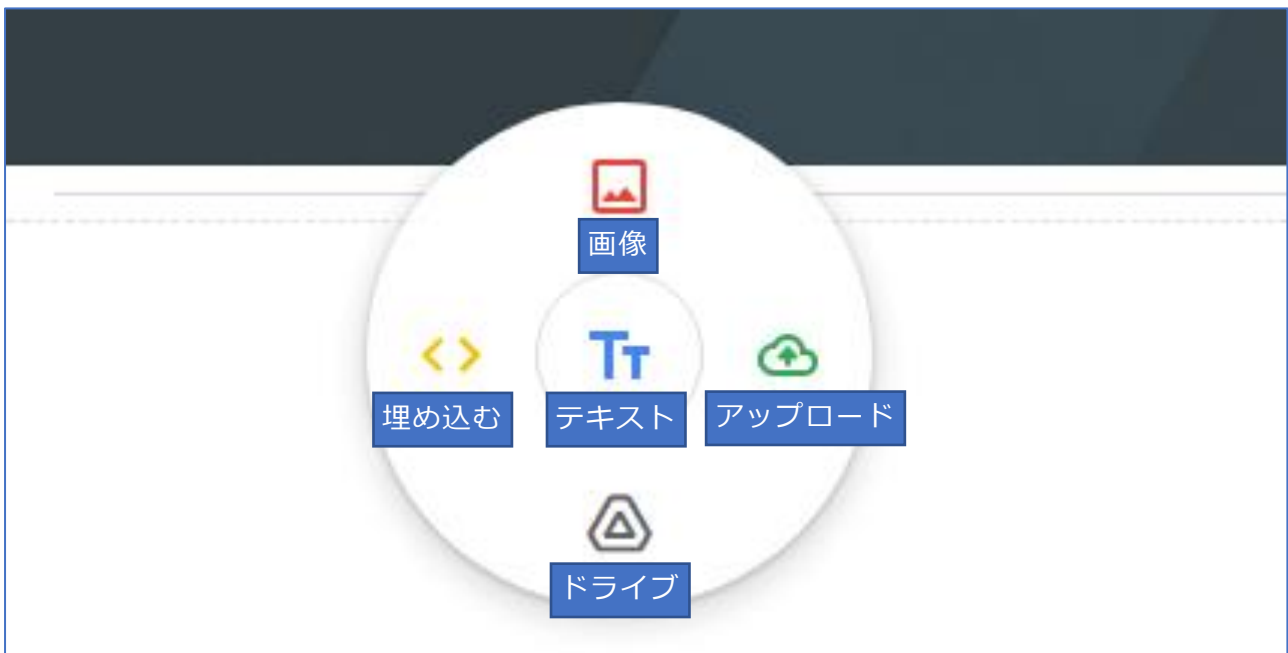 画像
埋め込む
テキスト
アップロード
ドライブ